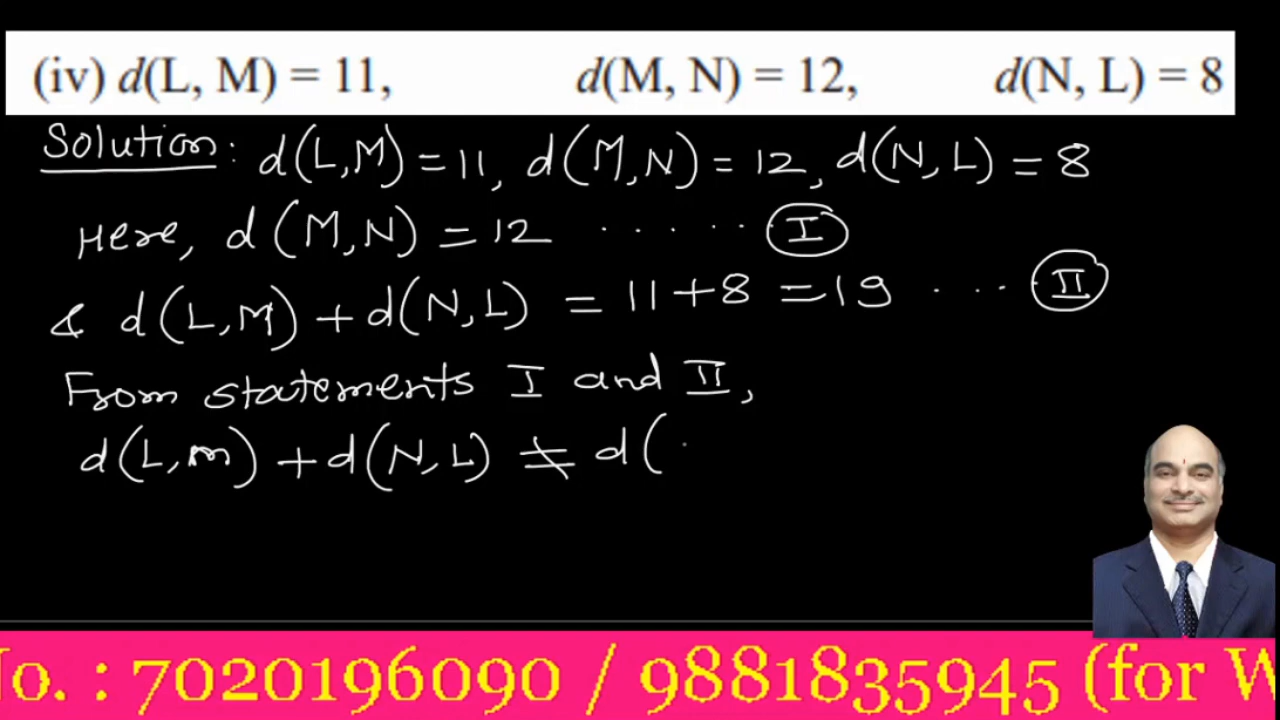 (iv) d(L, M) = 11, d(M, N) = 12, d(N, L) = 8
Solution: d(L,M) = 11, d(M,N) = 12, d(N, L) = 8
Here, d(M,N) = 12 ..... I
& d(L,M) + d(N,L) = 11+8 = 19 ... II
From statements I and II,
d(L,m) + d(N,L) ≠ d(
No. : 7020196090 / 9881835945 (for W